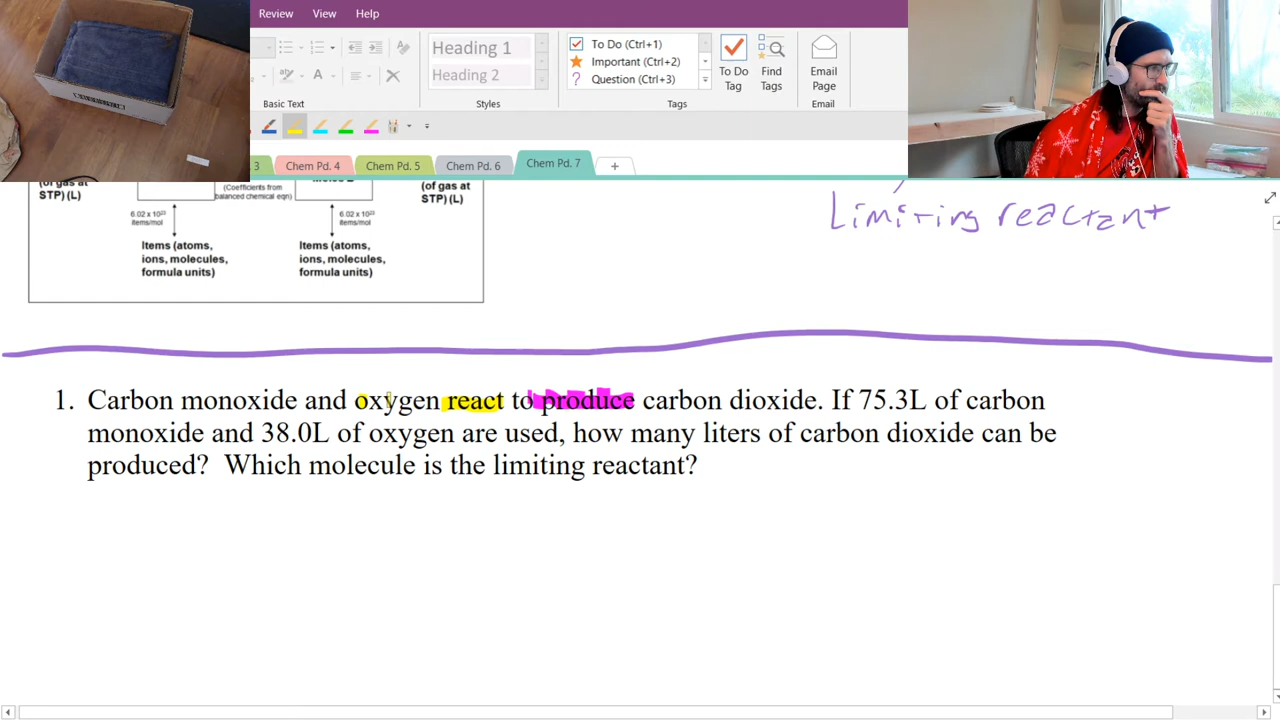 Review View Help
Heading 1
Heading 2
To Do (Ctrl+1)
Important (Ctrl+2)
Question (Ctrl+3)
To Do Tag
Find Tags
Email Page
Basic Text Styles Tags Email
3 Chem Pd. 4 Chem Pd. 5 Chem Pd. 6 Chem Pd. 7 +
(of gas at
STP) (L)
(Coefficients from
balanced chemical eqn)
(of gas at
STP) (L)
6.02 x 10²³
items/mol
6.02 x 10²³
items/mol
Items (atoms,
ions, molecules,
formula units)
Items (atoms,
ions, molecules,
formula units)
Limiting reactant
1. Carbon monoxide and oxygen react to produce carbon dioxide. If 75.3L of carbon
monoxide and 38.0L of oxygen are used, how many liters of carbon dioxide can be
produced? Which molecule is the limiting reactant?